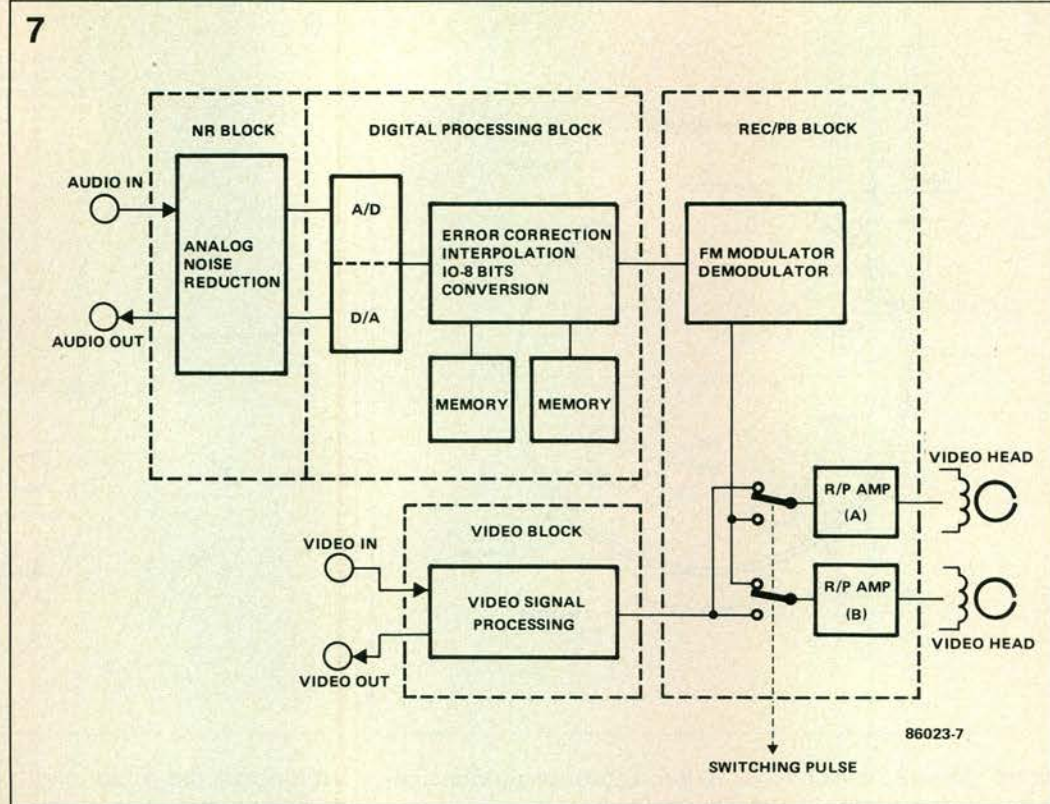 7
NR BLOCK
DIGITAL PROCESSING BLOCK
REC/PB BLOCK
AUDIO IN
AUDIO OUT
ANALOG
NOISE
REDUCTION
A/D
D/A
ERROR CORRECTION
INTERPOLATION
IO-8 BITS
CONVERSION
MEMORY
MEMORY
FM MODULATOR
DEMODULATOR
VIDEO HEAD
R/P AMP
(A)
R/P AMP
(B)
VIDEO HEAD
VIDEO BLOCK
VIDEO IN
VIDEO OUT
VIDEO SIGNAL
PROCESSING
86023-7
SWITCHING PULSE